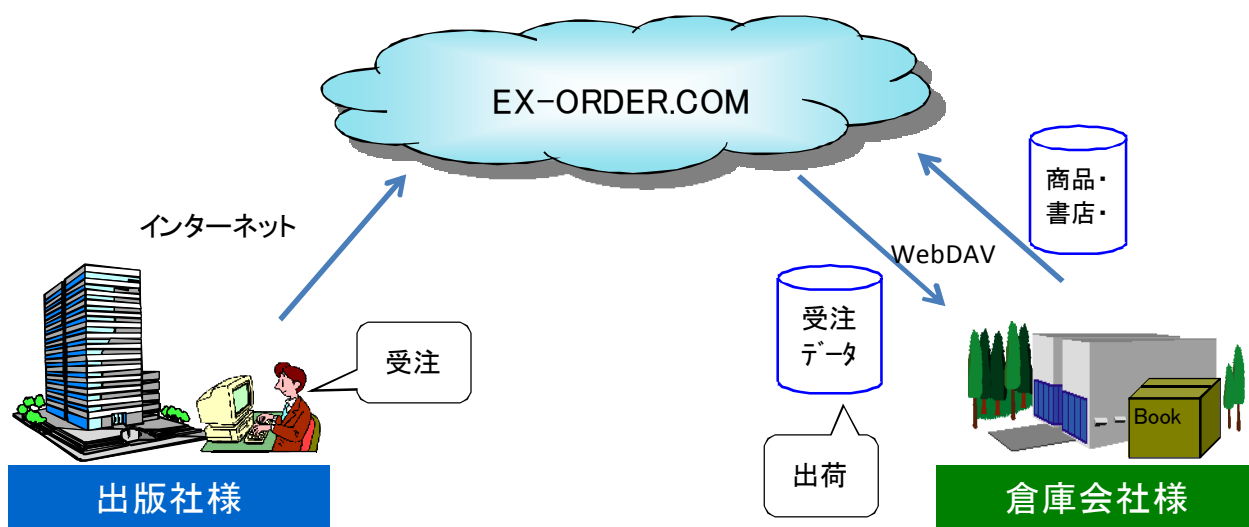 EX-ORDER.COM
商品・
書店・
インターネット
WebDAV
受注
データ
受注
Book
出荷
出版社様
倉庫会社様